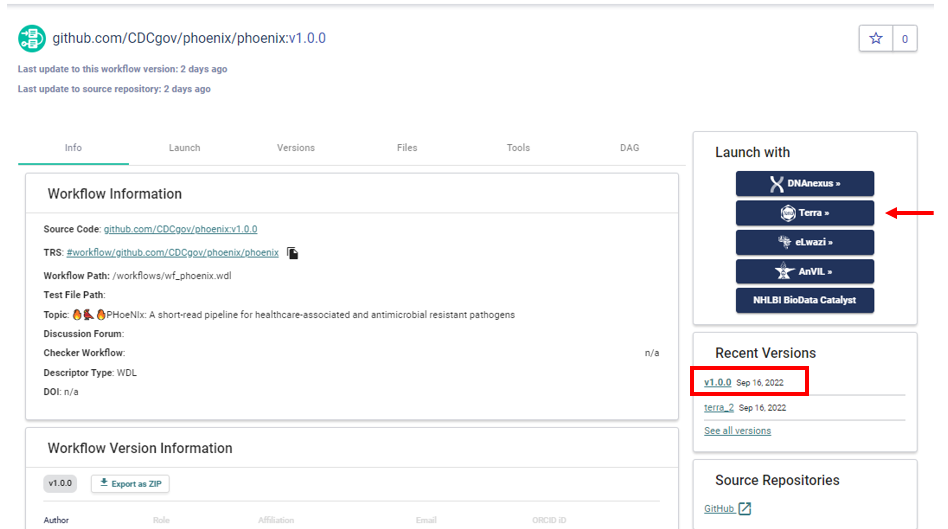 github.com/CDCgov/phoenix/phoenix:v1.0.0
0
Last update to this workflow version: 2 days ago
Last update to source repository: 2 days ago
Info Launch Versions Files Tools DAG
Workflow Information
Source Code: github.com/CDCgov/phoenix:v1.0.0
TRS: #workflow/github.com/CDCgov/phoenix/phoenix
Workflow Path: /workflows/wf_phoenix.wdl
Test File Path:
Topic: 🔥🐦‍🔥🔥PHoeNIx: A short-read pipeline for healthcare-associated and antimicrobial resistant pathogens
Discussion Forum:
Checker Workflow: n/a
Descriptor Type: WDL
DOI: n/a
Workflow Version Information
v1.0.0 Export as ZIP
Author Role Affiliation Email ORCID iD
Launch with
DNAnexus »
Terra »
eLwazi »
AnVIL »
NHLBI BioData Catalyst
Recent Versions
v1.0.0 Sep 16, 2022
terra_2 Sep 16, 2022
See all versions
Source Repositories
GitHub